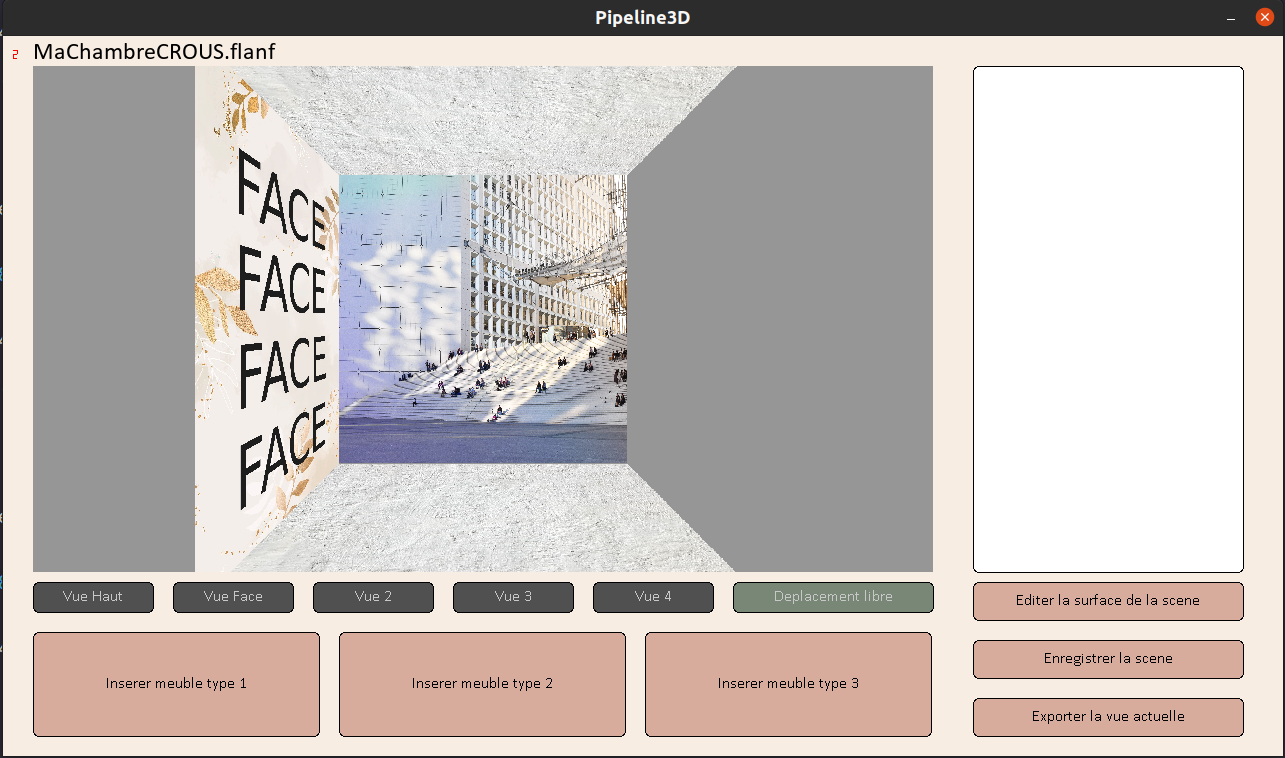 Pipeline3D
2 MaChambreCROUS.flanf
FACE
FACE
FACE
FACE
Vue Haut
Vue Face
Vue 2
Vue 3
Vue 4
Deplacement libre
Inserer meuble type 1
Inserer meuble type 2
Inserer meuble type 3
Editer la surface de la scene
Enregistrer la scene
Exporter la vue actuelle